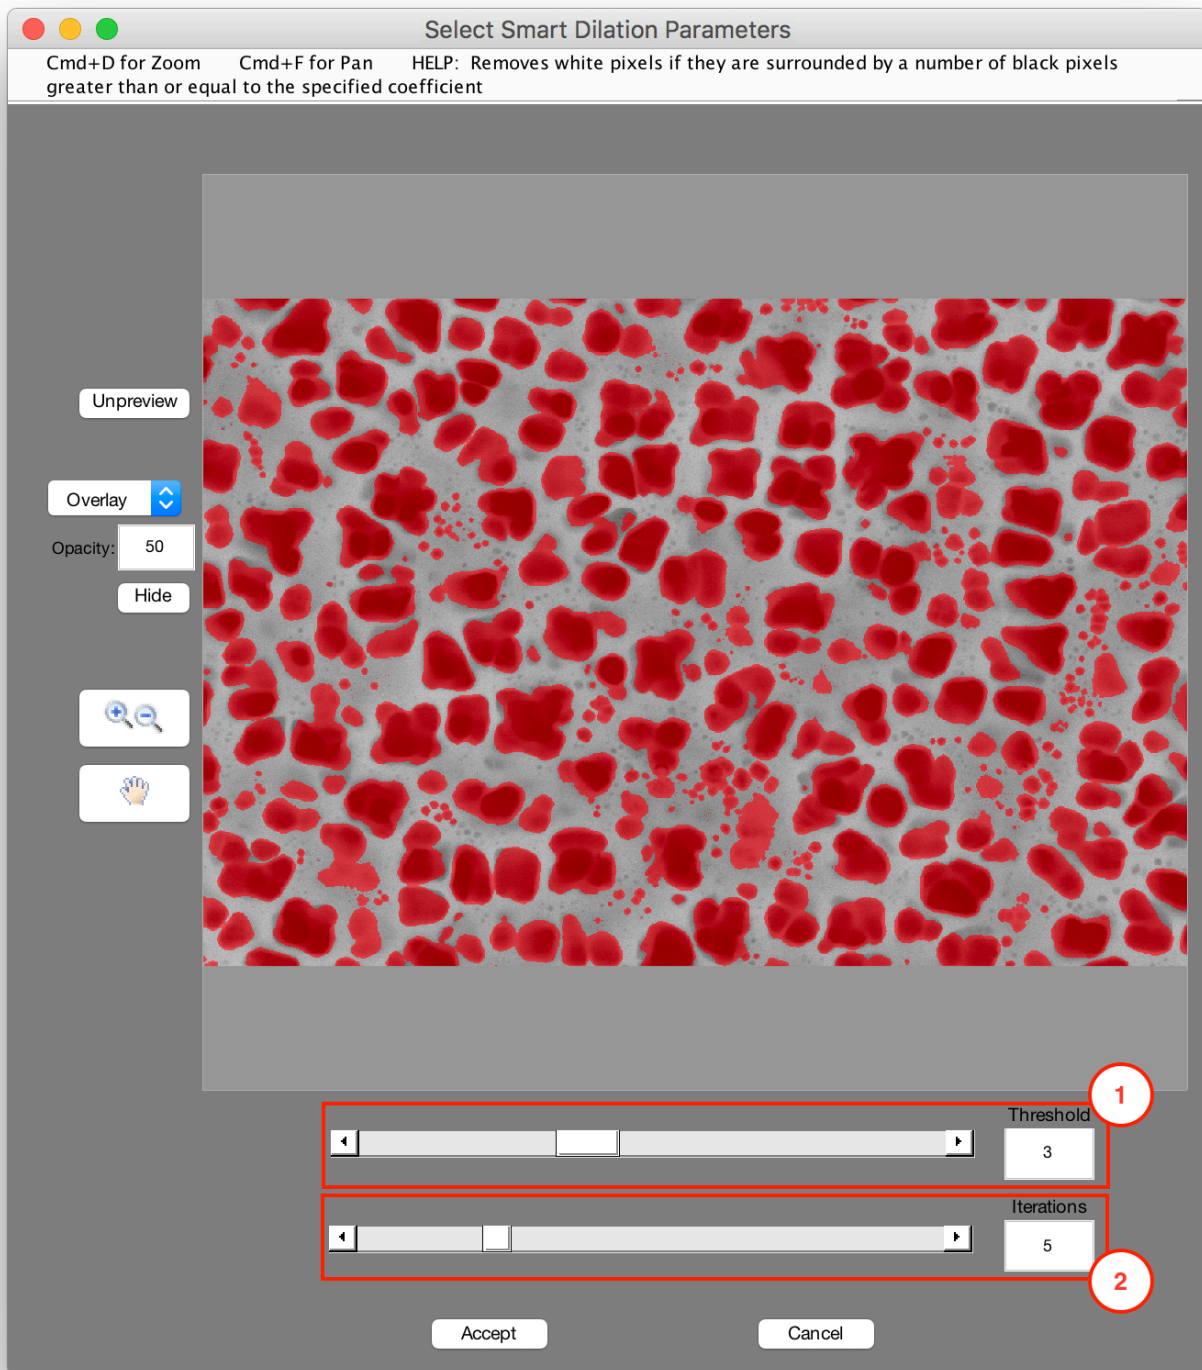 Select Smart Dilation Parameters
Cmd+D for Zoom Cmd+F for Pan HELP: Removes white pixels if they are surrounded by a number of black pixels
greater than or equal to the specified coefficient
Unpreview
Overlay
Opacity: 50
Hide
1
Threshold
3
Iterations
5
2
Accept Cancel